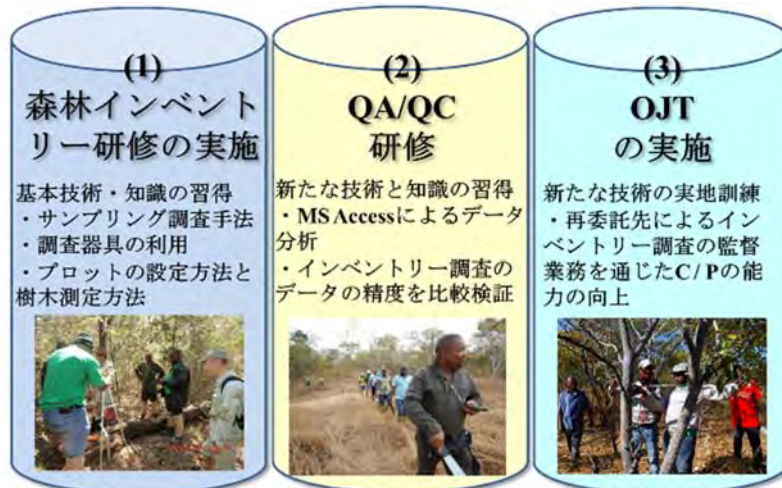 (1)
森林インベント
リー研修の実施
基本技術・知識の習得
・サンプリング調査手法
・調査器具の利用
・プロットの設定方法と
樹木測定方法
(2)
QA/QC
研修
新たな技術と知識の習得
・MS Accessによるデータ
分析
・インベントリー調査の
データの精度を比較検証
(3)
OJT
の実施
新たな技術の実地訓練
・再委託先によるイン
ベントリー調査の監督
業務を通じたC / Pの能
力の向上